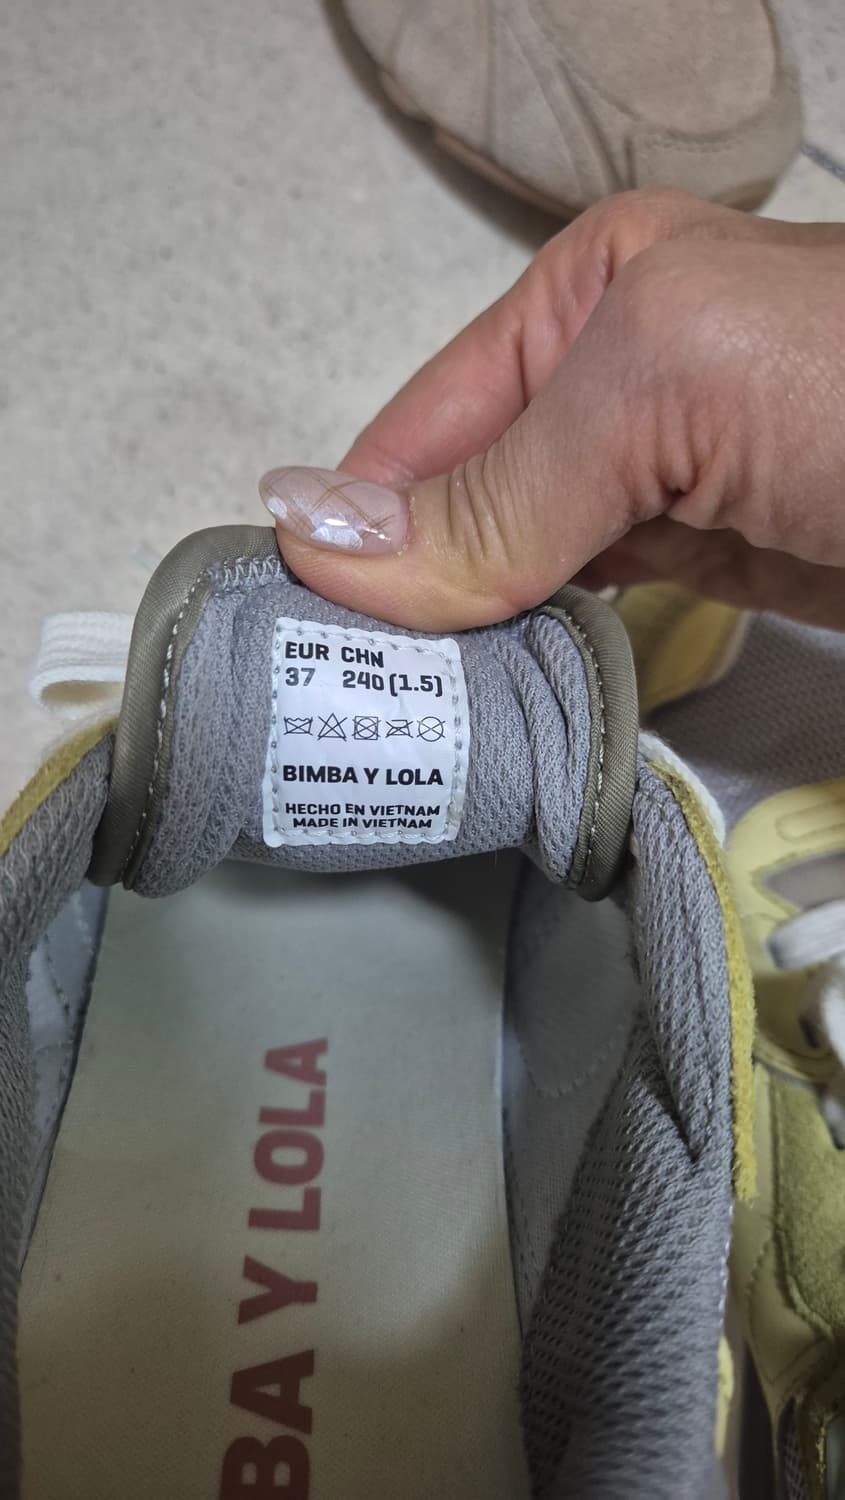 EUR CHN
37 240 (1.5)
BIMBA Y LOLA
HECHO EN VIETNAM
MADE IN VIETNAM
BA Y LOLA